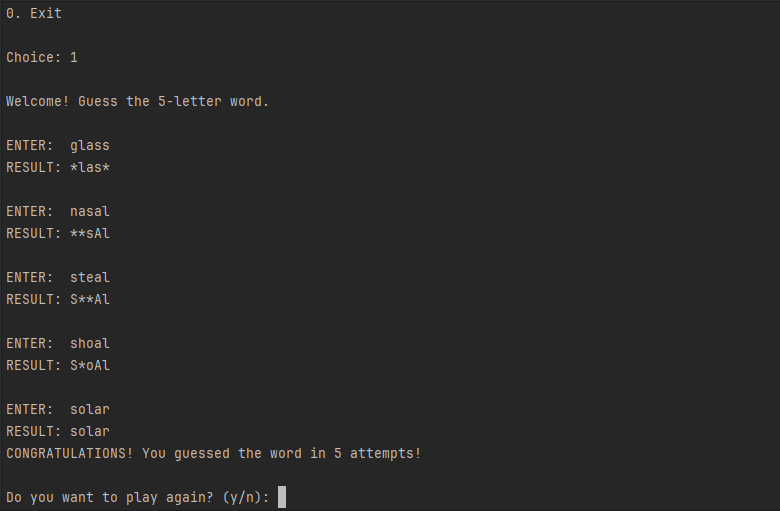 0. Exit
Choice: 1
Welcome! Guess the 5-letter word.
ENTER:  glass
RESULT: *las*
ENTER:  nasal
RESULT: **sAl
ENTER:  steal
RESULT: S**Al
ENTER:  shoal
RESULT: S*oAl
ENTER:  solar
RESULT: solar
CONGRATULATIONS! You guessed the word in 5 attempts!
Do you want to play again? (y/n):